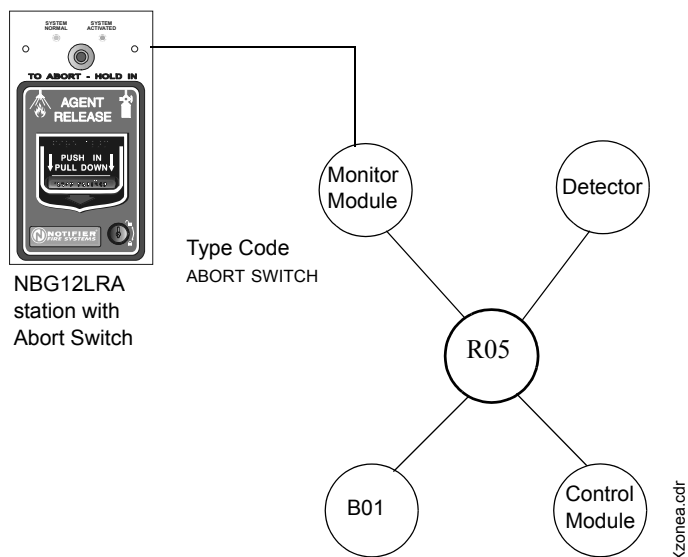 SYSTEM
NORMAL
SYSTEM
ACTIVATED
TO ABORT - HOLD IN
AGENT
RELEASE
PUSH IN
PULL DOWN
NOTIFIER
FIRE SYSTEMS
NBG12LRA
station with
Abort Switch
Type Code
ABORT SWITCH
Monitor
Module
Detector
R05
B01
Control
Module
Kzonea.cdr